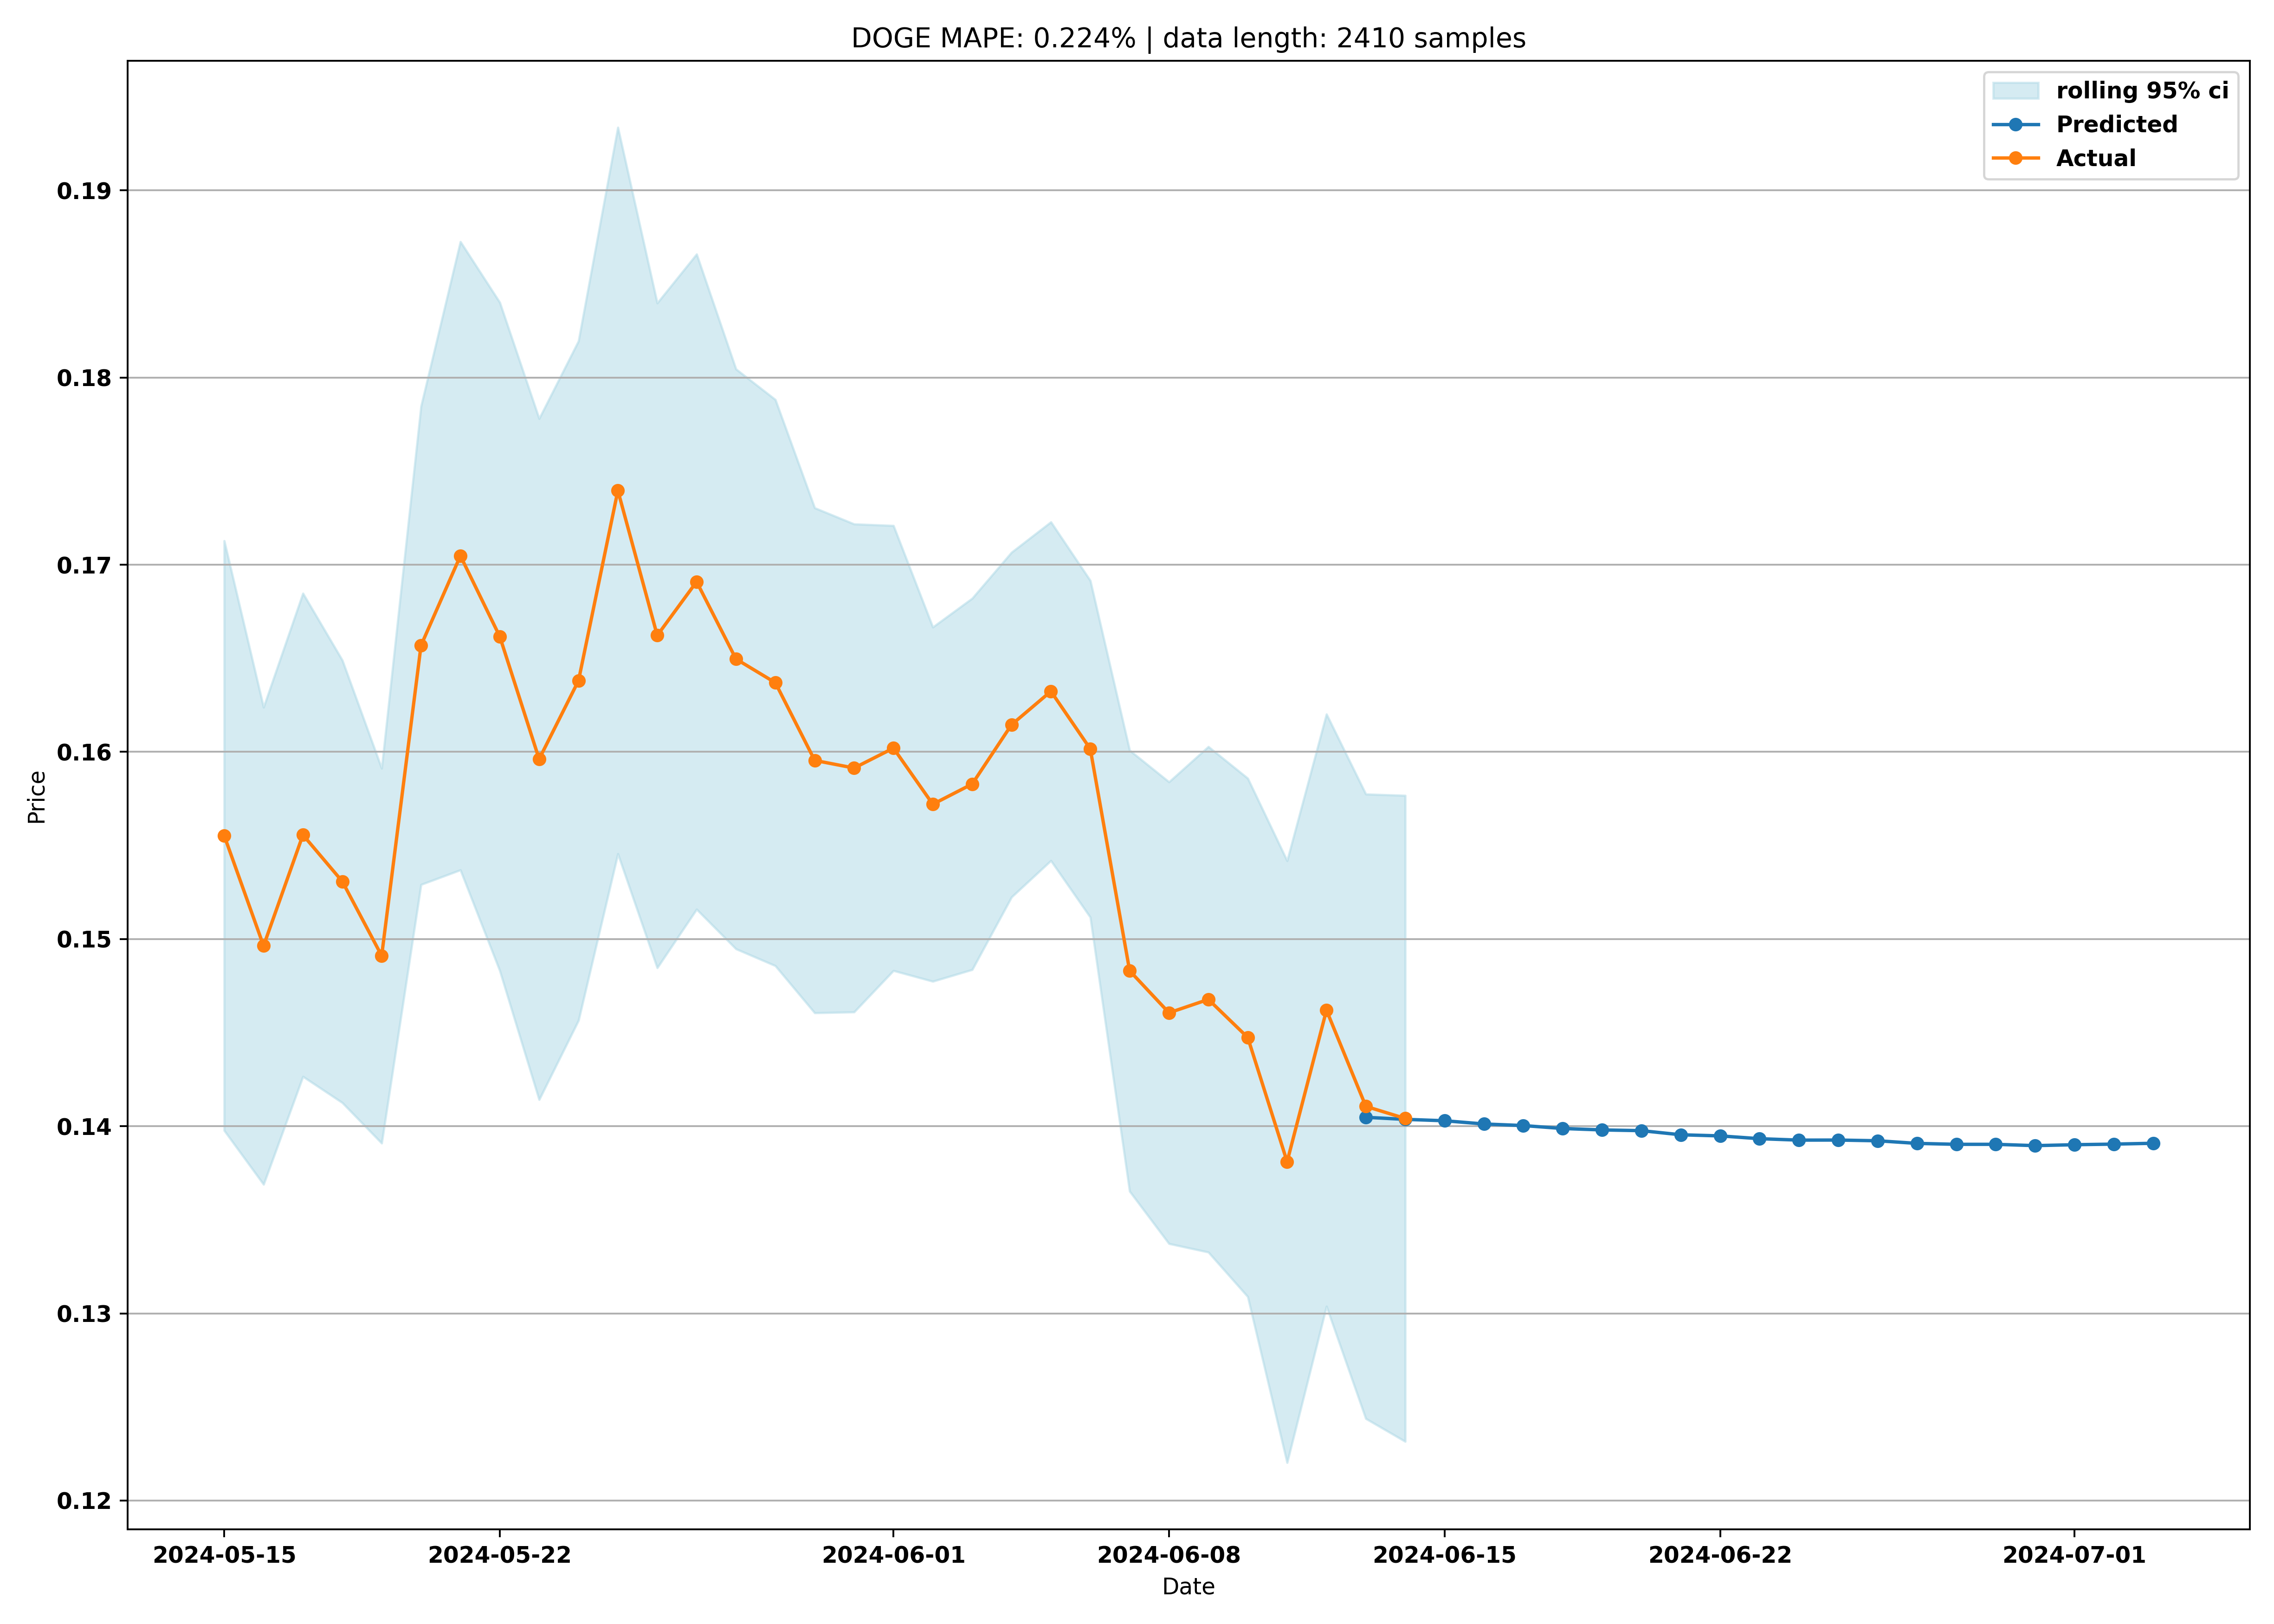 DOGE MAPE: 0.224% | data length: 2410 samples
rolling 95% ci
Predicted
Actual
0.19
0.18
0.17
0.16
0.15
0.14
0.13
0.12
Price
2024-05-15 2024-05-22 2024-06-01 2024-06-08 2024-06-15 2024-06-22 2024-07-01
Date